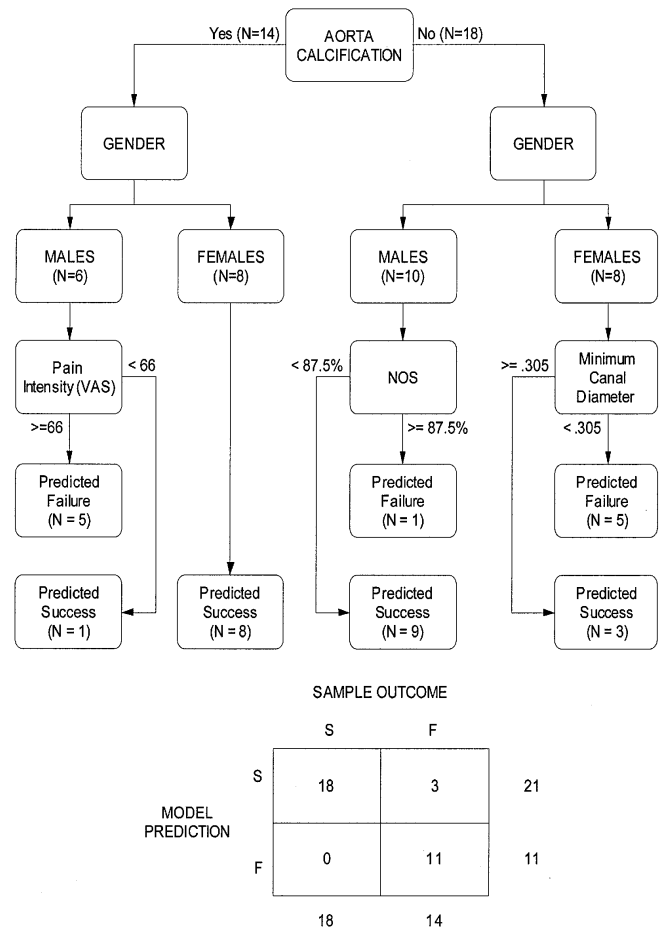 Yes (N=14)
AORTA
CALCIFICATION
No (N=18)
GENDER
GENDER
MALES
(N=6)
FEMALES
(N=8)
MALES
(N=10)
FEMALES
(N=8)
Pain
Intensity (VAS)
< 66
>=66
< 87.5%
NOS
>= 87.5%
>= .305
Minimum
Canal
Diameter
< .305
Predicted
Failure
(N = 5)
Predicted
Failure
(N = 1)
Predicted
Failure
(N = 5)
Predicted
Success
(N = 1)
Predicted
Success
(N = 8)
Predicted
Success
(N = 9)
Predicted
Success
(N = 3)
SAMPLE OUTCOME
S F
S 18 3 21
MODEL
PREDICTION
F 0 11 11
18 14